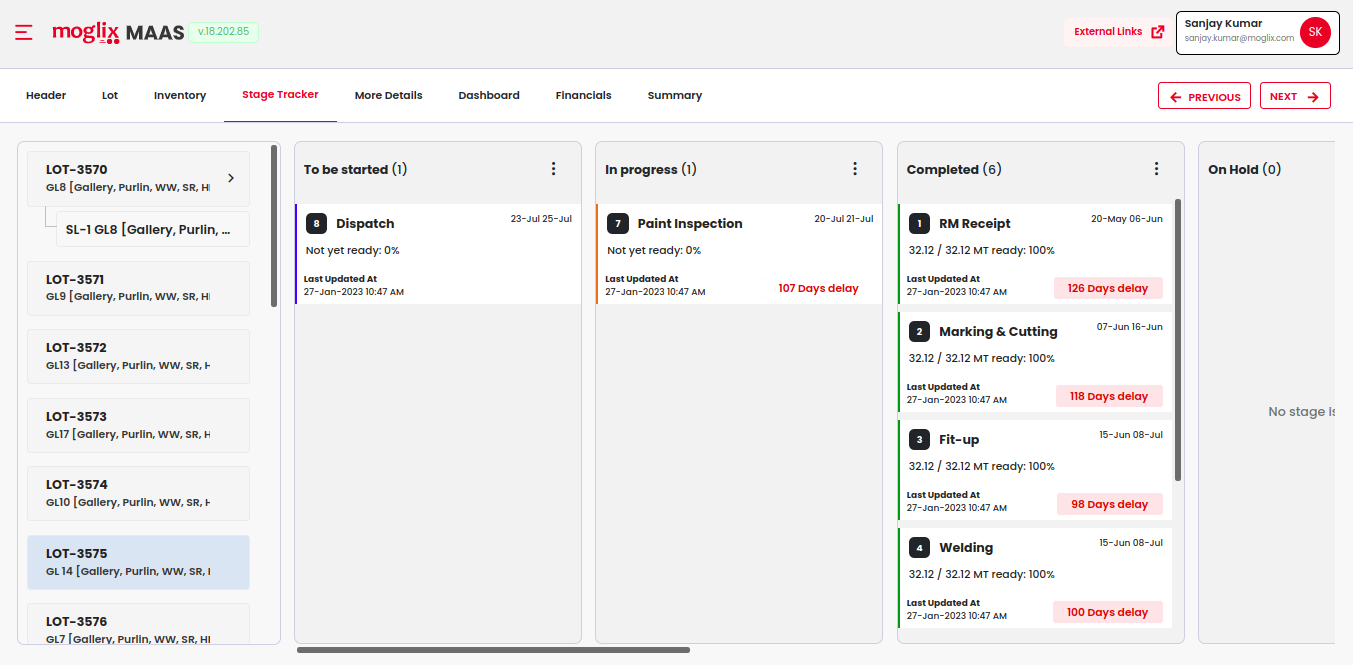 moglix MAAS v.18.202.85
External Links
Sanjay Kumar
sanjay.kumar@moglix.com
SK
Header Lot Inventory Stage Tracker More Details Dashboard Financials Summary
PREVIOUS NEXT
LOT-3570
GL8 [Gallery, Purlin, WW, SR, HI
SL-1 GL8 [Gallery, Purlin, ...
LOT-3571
GL9 [Gallery, Purlin, WW, SR, HI
LOT-3572
GL13 [Gallery, Purlin, WW, SR, H
LOT-3573
GL17 [Gallery, Purlin, WW, SR, H
LOT-3574
GL10 [Gallery, Purlin, WW, SR, H
LOT-3575
GL 14 [Gallery, Purlin, WW, SR, I
LOT-3576
GL7 [Gallery, Purlin, WW, SR, HI
To be started (1)
8 Dispatch 23-Jul 25-Jul
Not yet ready: 0%
Last Updated At
27-Jan-2023 10:47 AM
In progress (1)
7 Paint Inspection 20-Jul 21-Jul
Not yet ready: 0%
Last Updated At
27-Jan-2023 10:47 AM 107 Days delay
Completed (6)
1 RM Receipt 20-May 06-Jun
32.12 / 32.12 MT ready: 100%
Last Updated At
27-Jan-2023 10:47 AM 126 Days delay
2 Marking & Cutting 07-Jun 16-Jun
32.12 / 32.12 MT ready: 100%
Last Updated At
27-Jan-2023 10:47 AM 118 Days delay
3 Fit-up 15-Jun 08-Jul
32.12 / 32.12 MT ready: 100%
Last Updated At
27-Jan-2023 10:47 AM 98 Days delay
4 Welding 15-Jun 08-Jul
32.12 / 32.12 MT ready: 100%
Last Updated At
27-Jan-2023 10:47 AM 100 Days delay
On Hold (0)
No stage is